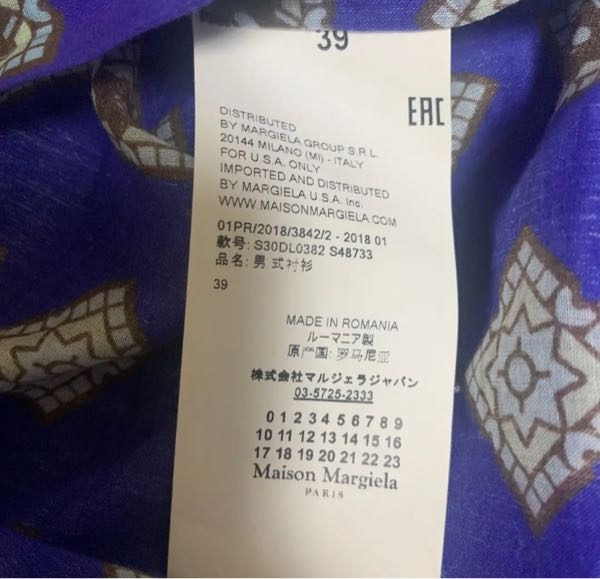 39
EAC
DISTRIBUTED
BY MARGIELA GROUP S.R.L.
20144 MILANO (MI) - ITALY
FOR U.S.A. ONLY
IMPORTED AND DISTRIBUTED
BY MARGIELA U.S.A. Inc.
WWW.MAISONMARGIELA.COM
01PR/2018/3842/2 - 2018 01
款号: S30DL0382 S48733
品名: 男 式衬衫
39
MADE IN ROMANIA
ルーマニア製
原产国: 罗马尼亚
株式会社マルジェラジャパン
03-5725-2333
0 1 2 3 4 5 6 7 8 9
10 11 12 13 14 15 16
17 18 19 20 21 22 23
Maison Margiela
PARIS